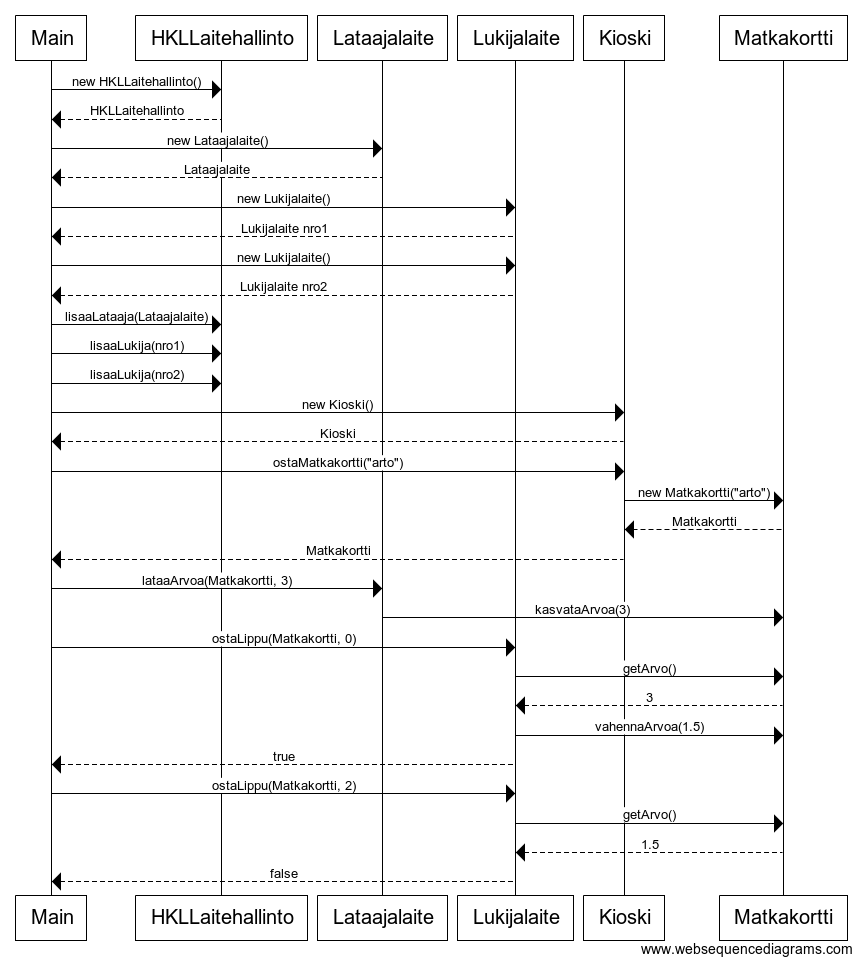 Main HKLLaitehallinto Lataajalaite Lukijalaite Kioski Matkakortti
new HKLLaitehallinto()
HKLLaitehallinto
new Lataajalaite()
Lataajalaite
new Lukijalaite()
Lukijalaite nro1
new Lukijalaite()
Lukijalaite nro2
lisaaLataaja(Lataajalaite)
lisaaLukija(nro1)
lisaaLukija(nro2)
new Kioski()
Kioski
ostaMatkakortti("arto")
new Matkakortti("arto")
Matkakortti
Matkakortti
lataaArvoa(Matkakortti, 3)
kasvataArvoa(3)
ostaLippu(Matkakortti, 0)
getArvo()
3
vahennaArvoa(1.5)
true
ostaLippu(Matkakortti, 2)
getArvo()
1.5
false
Main HKLLaitehallinto Lataajalaite Lukijalaite Kioski Matkakortti
www.websequencediagrams.com